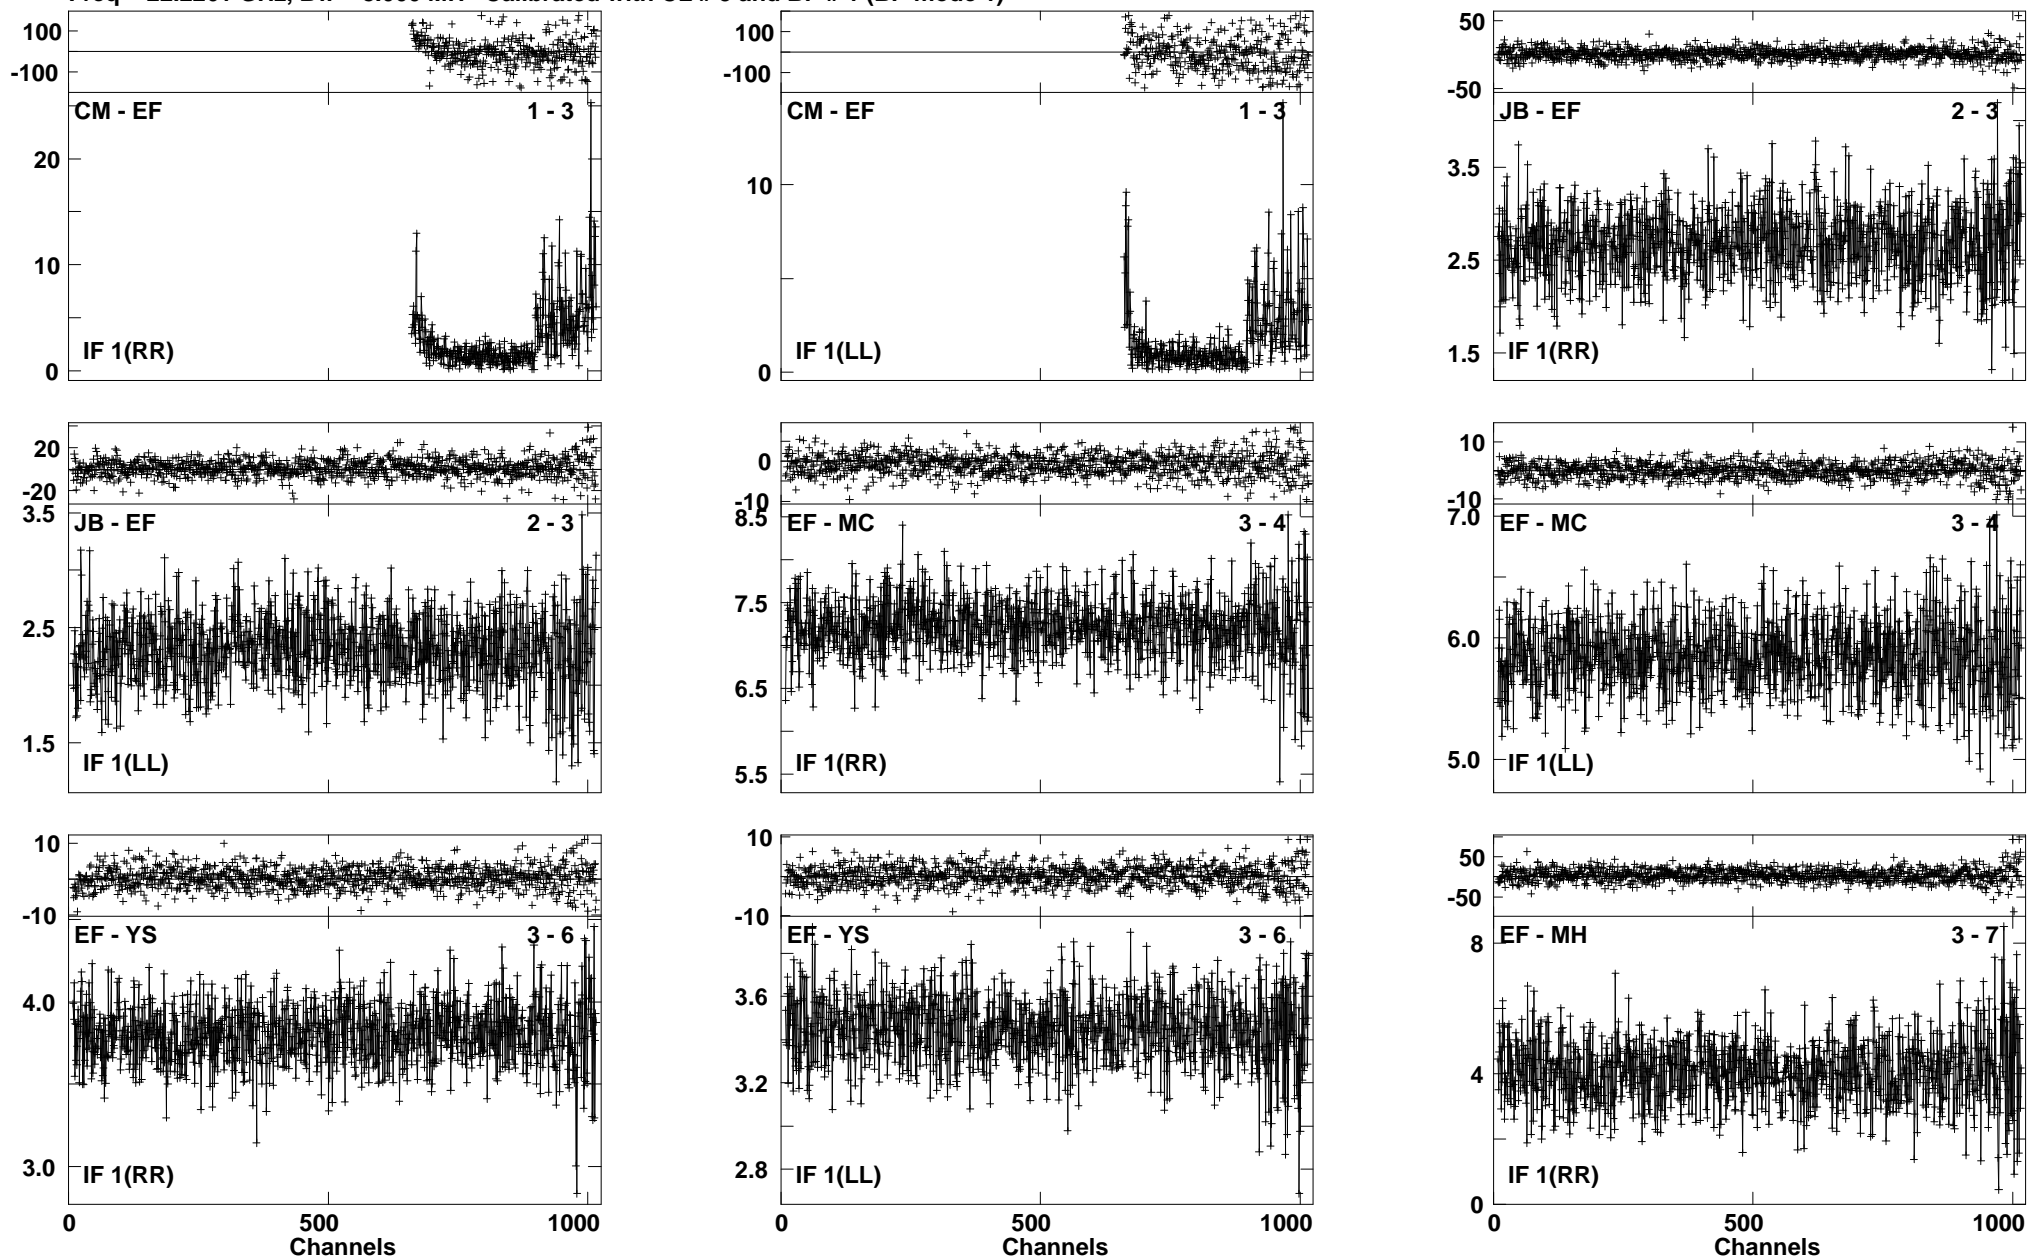 100
-100
CM - EF 1 - 3
20
10
0
IF 1(RR)
100
-100
CM - EF 1 - 3
10
0
IF 1(LL)
50
-50
JB - EF 2 - 3
3.5
2.5
1.5
IF 1(RR)
20
-20
3.5
JB - EF 2 - 3
2.5
1.5
IF 1(LL)
0
-10
8.5
EF - MC 3 - 4
7.5
6.5
5.5
IF 1(RR)
10
-10
7.0
EF - MC 3 - 4
6.0
5.0
IF 1(LL)
10
-10
EF - YS 3 - 6
4.0
3.0
IF 1(RR)
0 500 1000
Channels
10
-10
EF - YS 3 - 6
3.6
3.2
2.8
IF 1(LL)
0 500 1000
Channels
50
-50
EF - MH 3 - 7
8
4
0
IF 1(RR)
0 500 1000
Channels